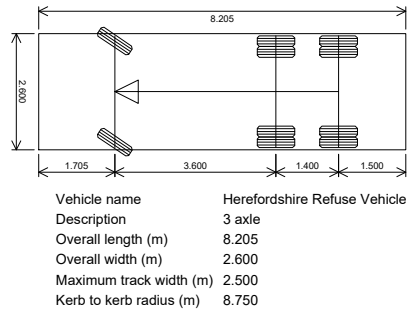 8.205
2.600
1.705 3.600 1.400 1.500
Vehicle name Herefordshire Refuse Vehicle
Description 3 axle
Overall length (m) 8.205
Overall width (m) 2.600
Maximum track width (m) 2.500
Kerb to kerb radius (m) 8.750